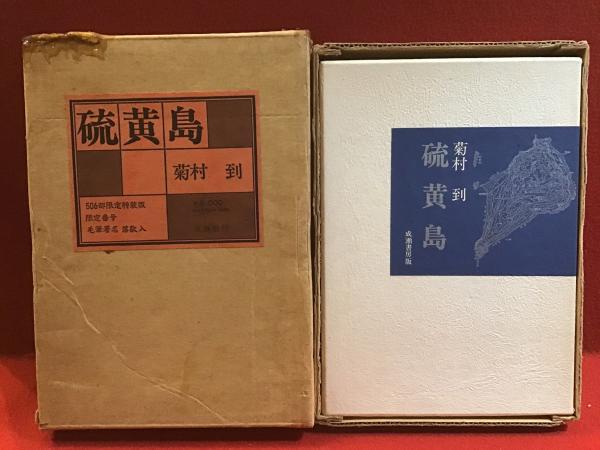 硫黄島
菊村 到
506部限定特装版
限定番号
毛筆署名 落款入
菊村 到
硫黄島
成瀬書房版